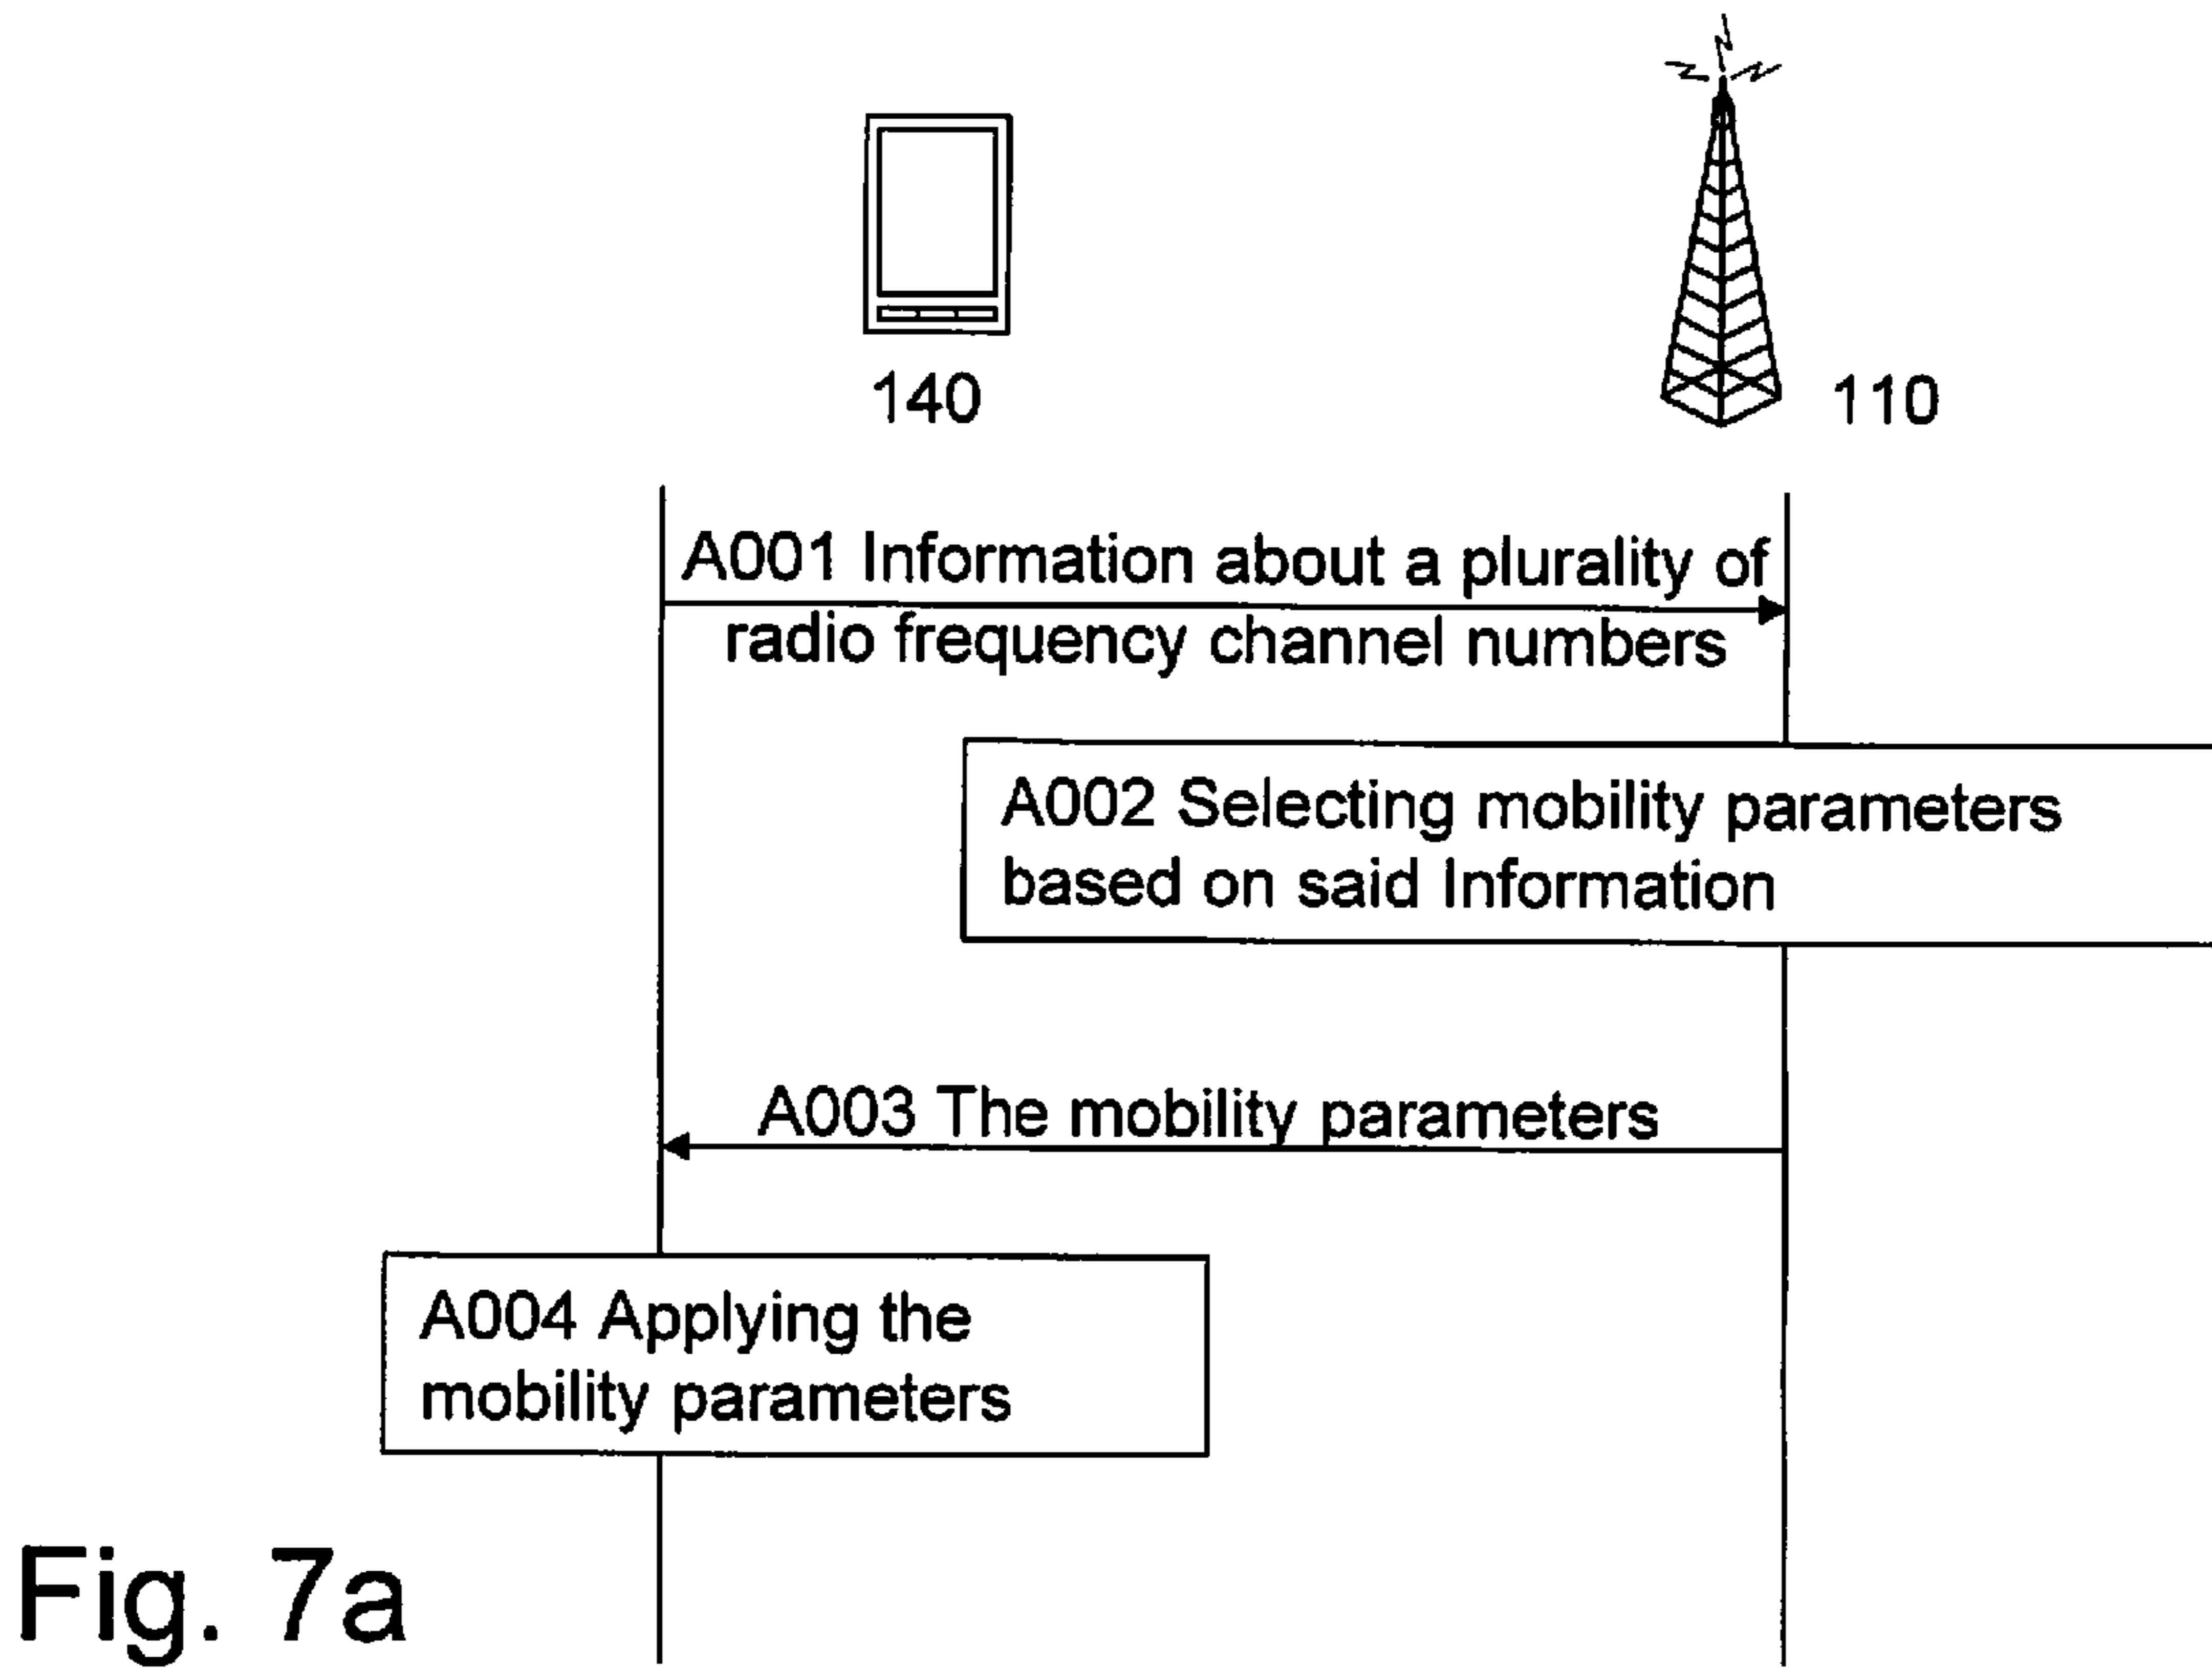 140
110
A001 Information about a plurality of
radio frequency channel numbers
A002 Selecting mobility parameters
based on said Information
A003 The mobility parameters
A004 Applying the
mobility parameters
Fig. 7a